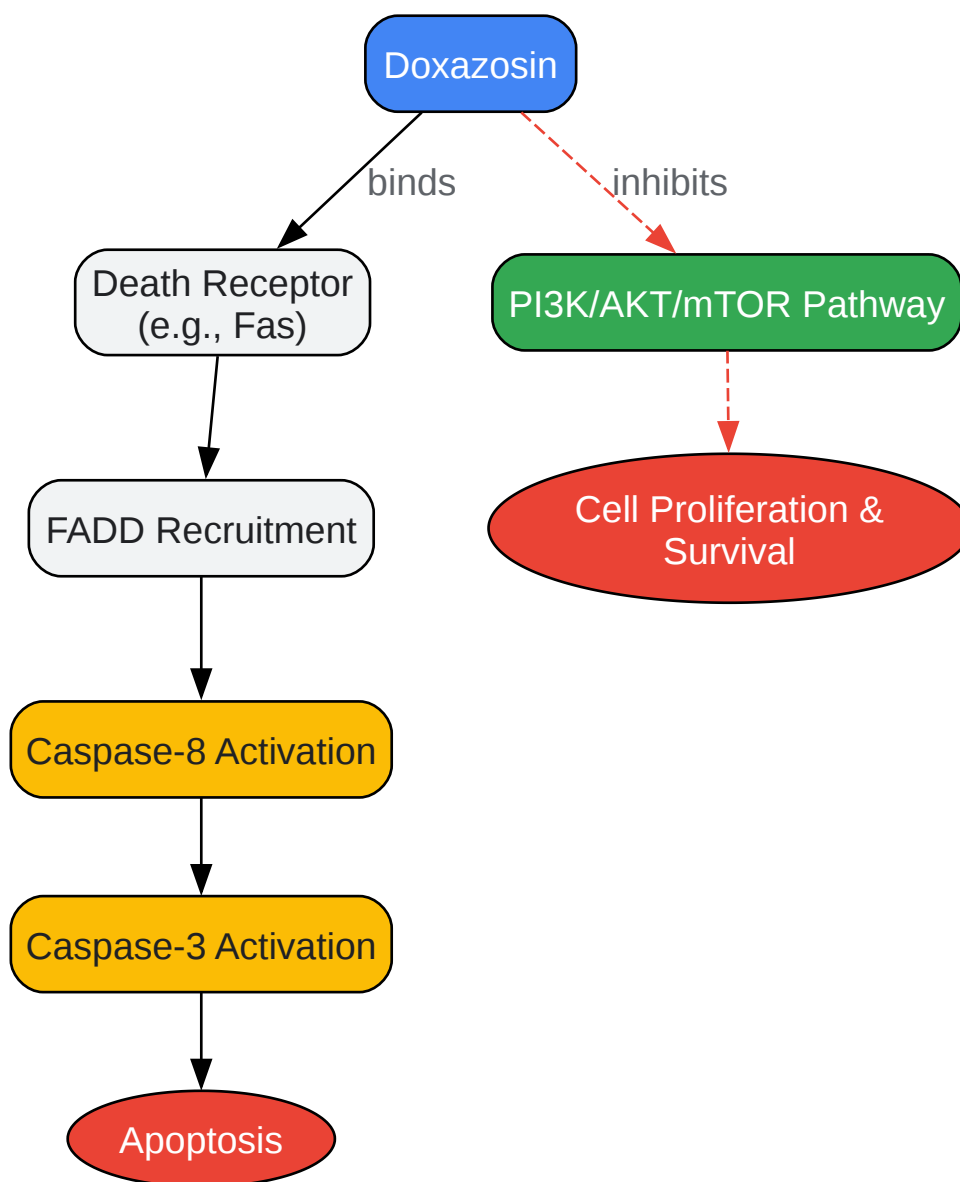 Doxazosin
binds
inhibits
Death Receptor
(e.g., Fas)
PI3K/AKT/mTOR Pathway
FADD Recruitment
Cell Proliferation &
Survival
Caspase-8 Activation
Caspase-3 Activation
Apoptosis